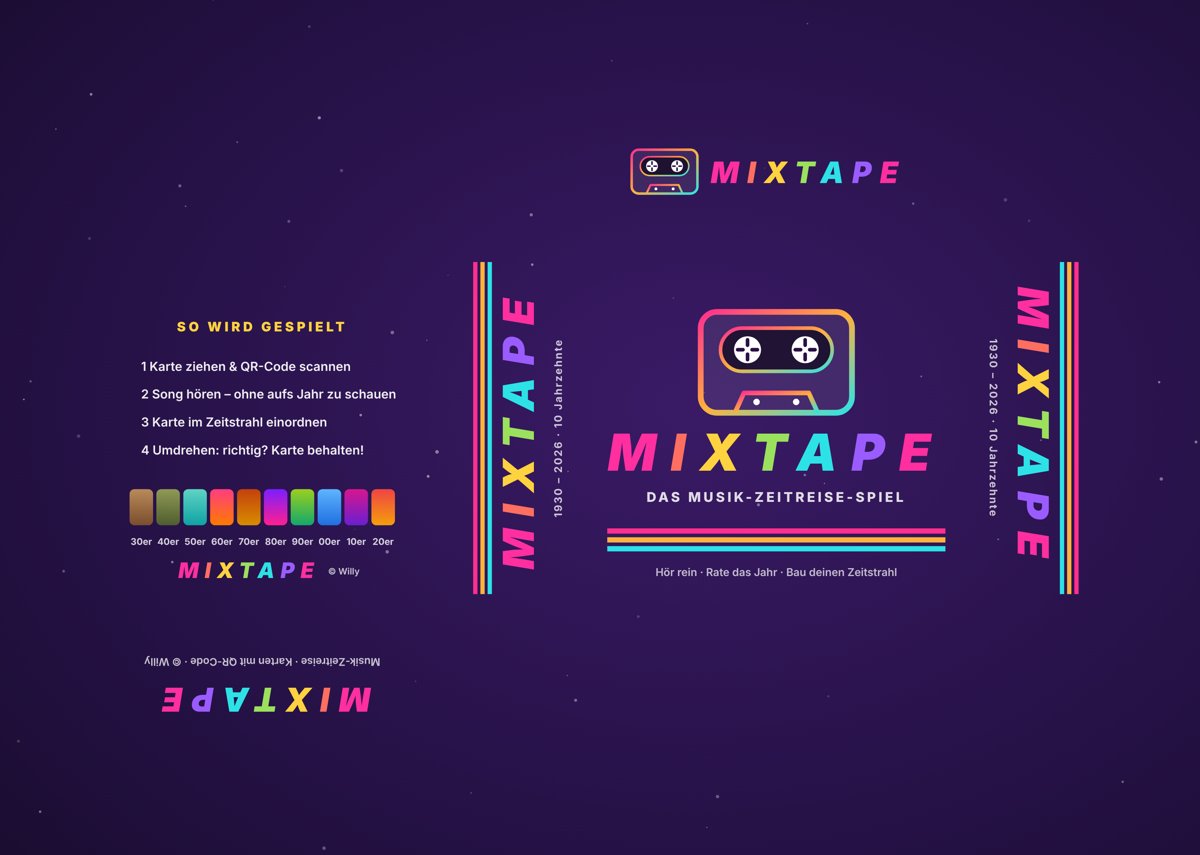 MIXTAPE
SO WIRD GESPIELT
1 Karte ziehen & QR-Code scannen
2 Song hören – ohne aufs Jahr zu schauen
3 Karte im Zeitstrahl einordnen
4 Umdrehen: richtig? Karte behalten!
30er 40er 50er 60er 70er 80er 90er 00er 10er 20er
MIXTAPE © Willy
Musik-Zeitreise · Karten mit QR-Code · © Willy
MIXTAPE
MIXTAPE
1930 – 2026 · 10 Jahrzehnte
MIXTAPE
DAS MUSIK-ZEITREISE-SPIEL
Hör rein · Rate das Jahr · Bau deinen Zeitstrahl
MIXTAPE
1930 – 2026 · 10 Jahrzehnte